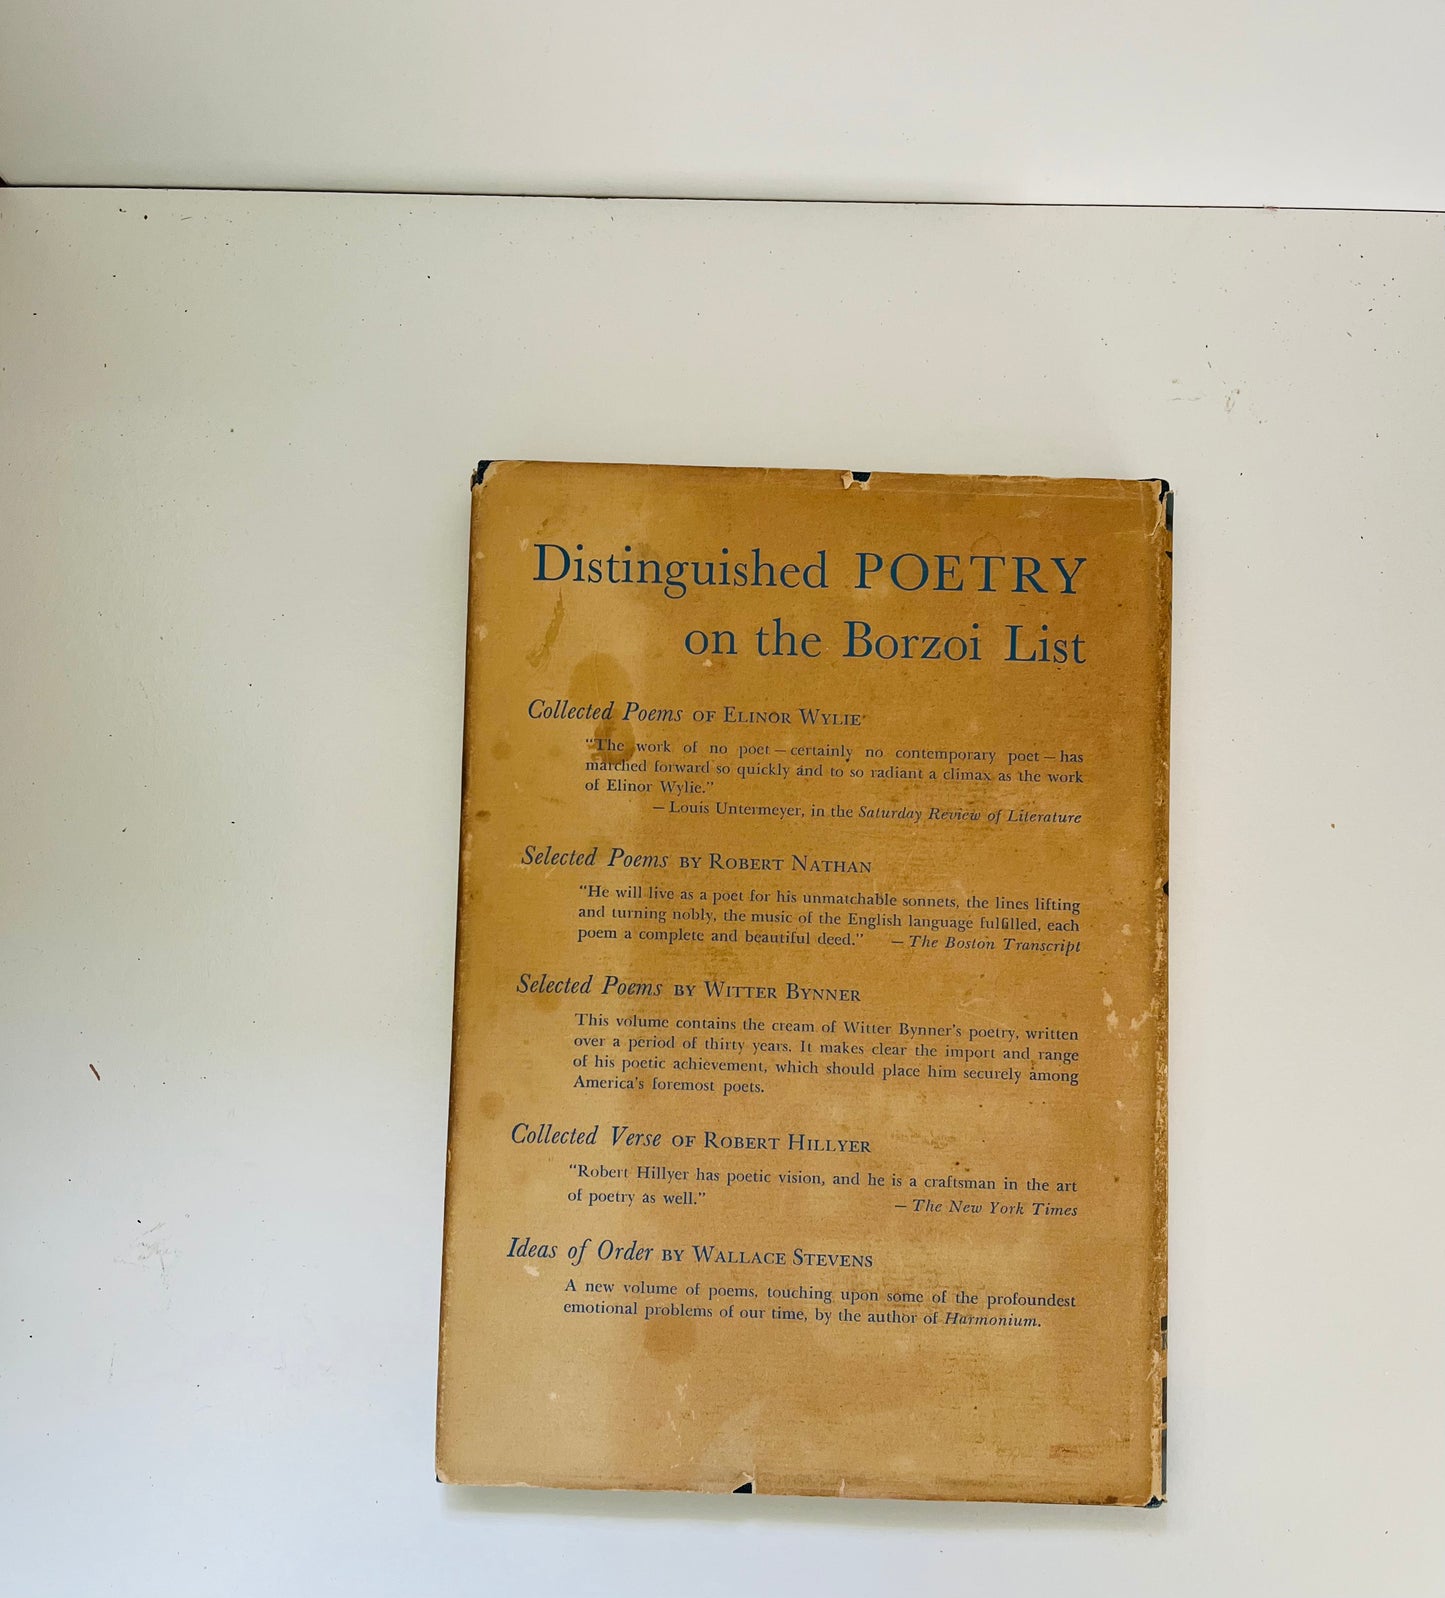 Distinguished POETRY
on the Borzoi List
Collected Poems OF ELINOR WYLIE
“The work of no poet — certainly no contemporary poet — has
marched forward so quickly and to so radiant a climax as the work
of Elinor Wylie.”
— Louis Untermeyer, in the Saturday Review of Literature
Selected Poems BY ROBERT NATHAN
“He will live as a poet for his unmatchable sonnets, the lines lifting
and turning nobly, the music of the English language fulfilled, each
poem a complete and beautiful deed.” — The Boston Transcript
Selected Poems BY WITTER BYNNER
This volume contains the cream of Witter Bynner’s poetry, written
over a period of thirty years. It makes clear the import and range
of his poetic achievement, which should place him securely among
America’s foremost poets.
Collected Verse OF ROBERT HILLYER
“Robert Hillyer has poetic vision, and he is a craftsman in the art
of poetry as well.” — The New York Times
Ideas of Order BY WALLACE STEVENS
A new volume of poems, touching upon some of the profoundest
emotional problems of our time, by the author of Harmonium.